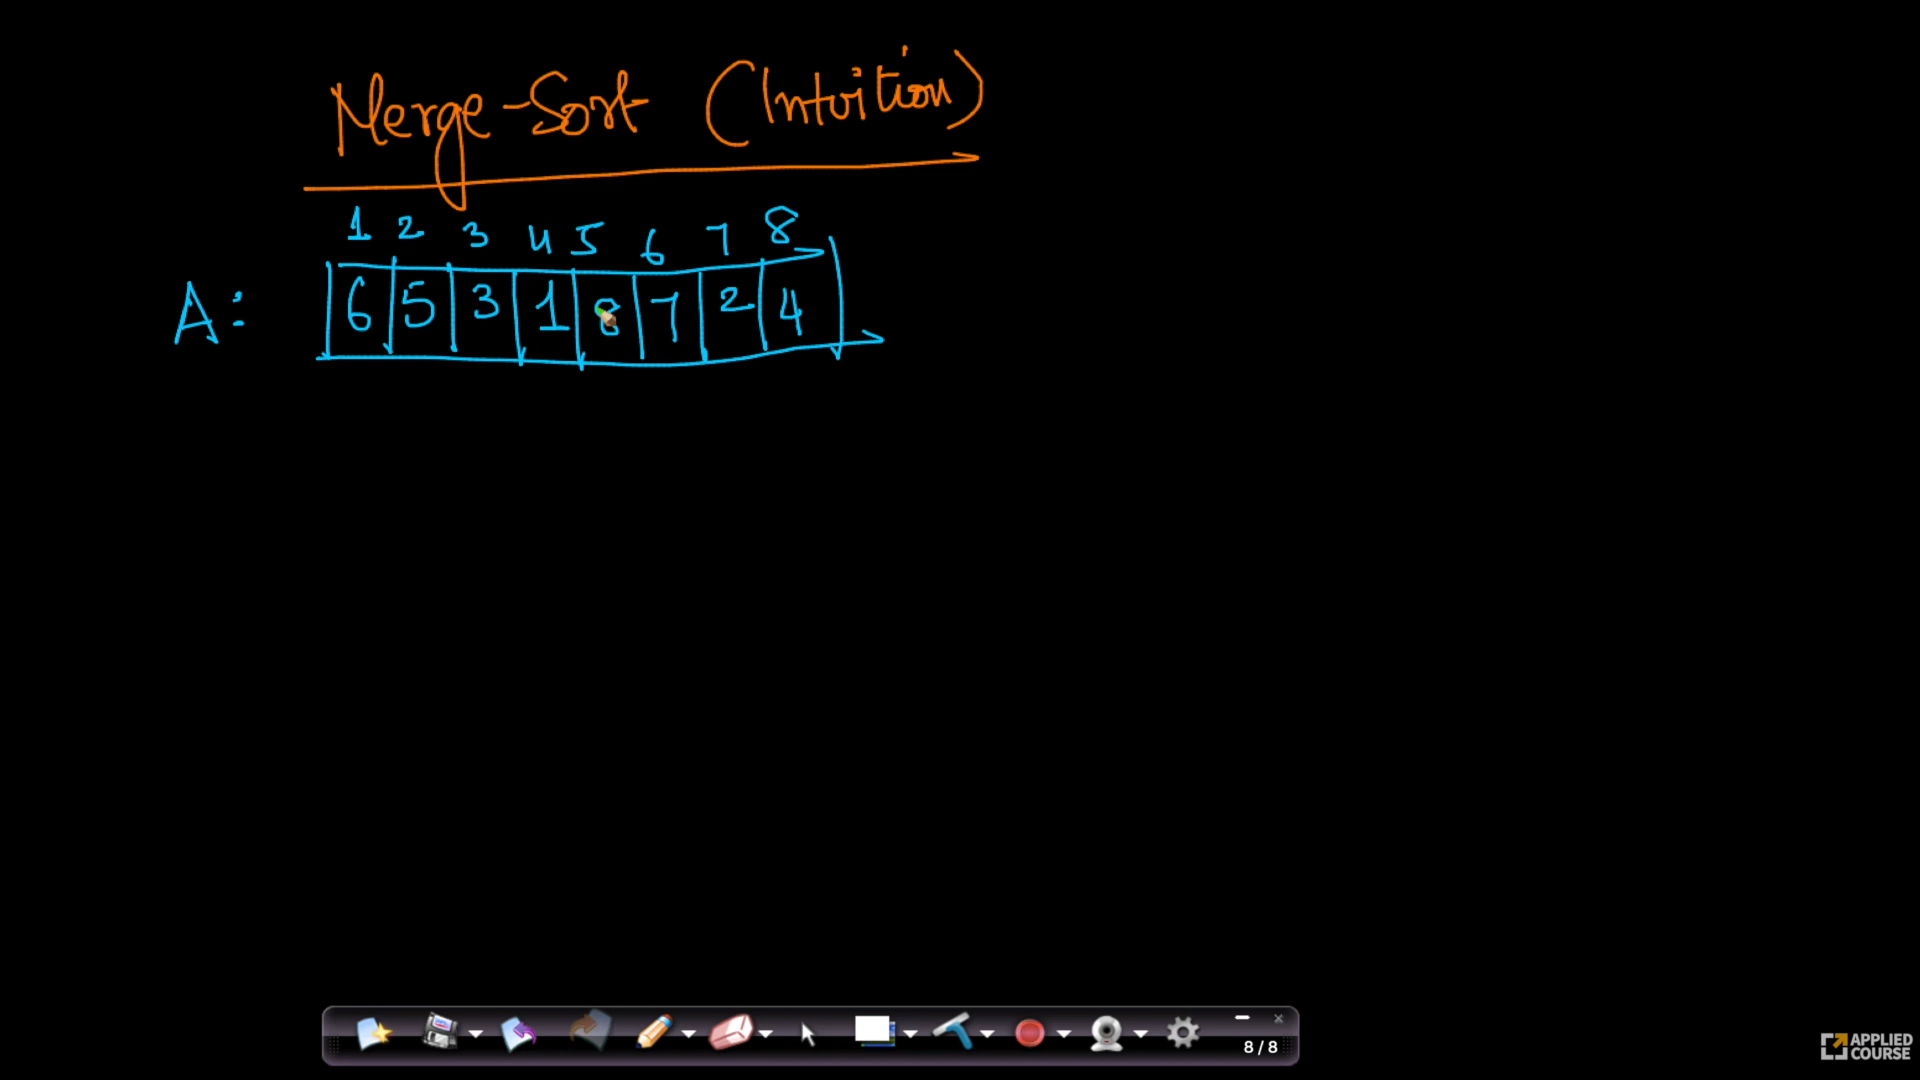 Merge-Sort (Intuition)
1 2 3 4 5 6 7 8
A: 6 5 3 1 8 7 2 4
8 / 8
APPLIED
COURSE